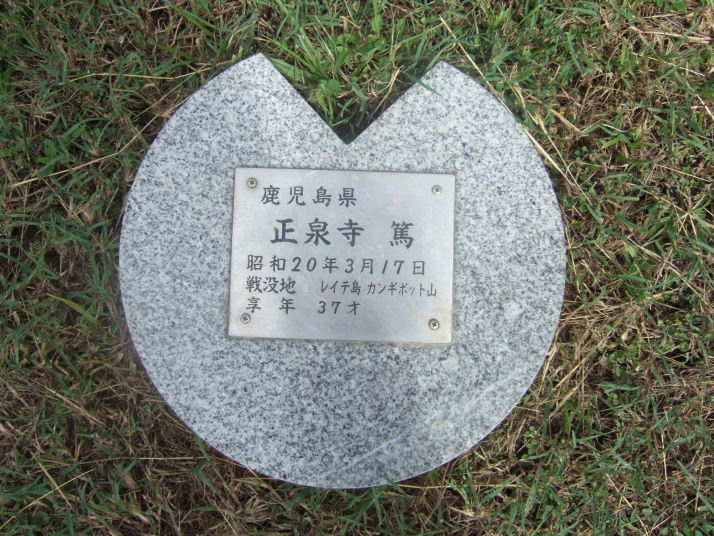 鹿児島県
正泉寺 篤
昭和20年3月17日
戦没地 レイテ島 カンギポット山
享年 37才